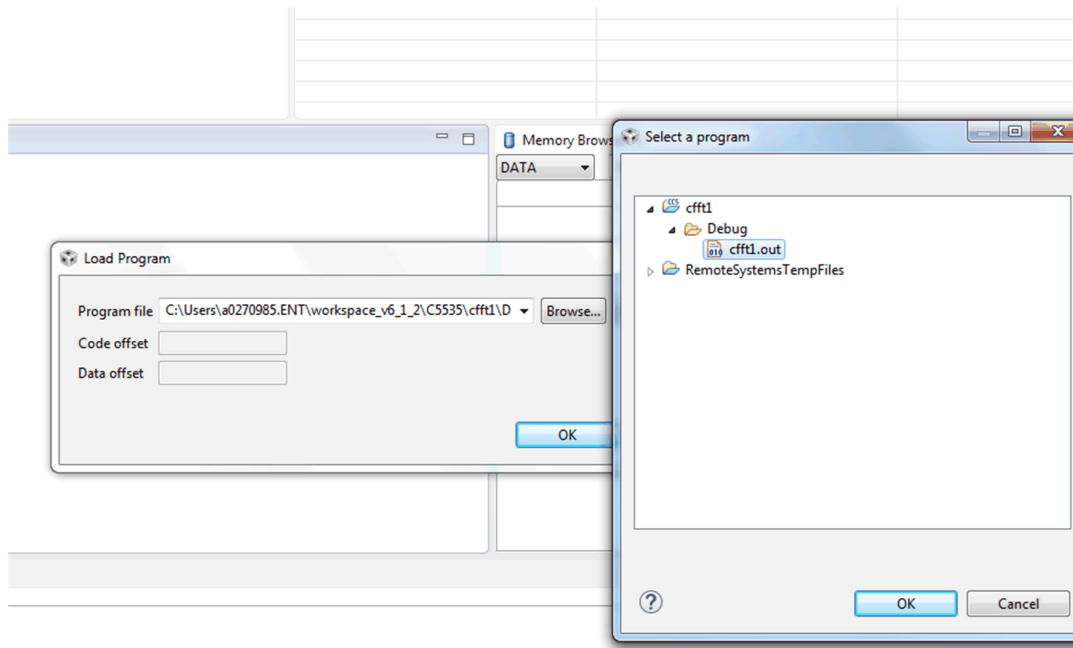 Memory Brows
DATA
Select a program
cfft1
Debug
cfft1.out
RemoteSystemsTempFiles
Load Program
Program file C:\Users\a0270985.ENT\workspace_v6_1_2\C5535\cfft1\D Browse...
Code offset
Data offset
OK
OK Cancel